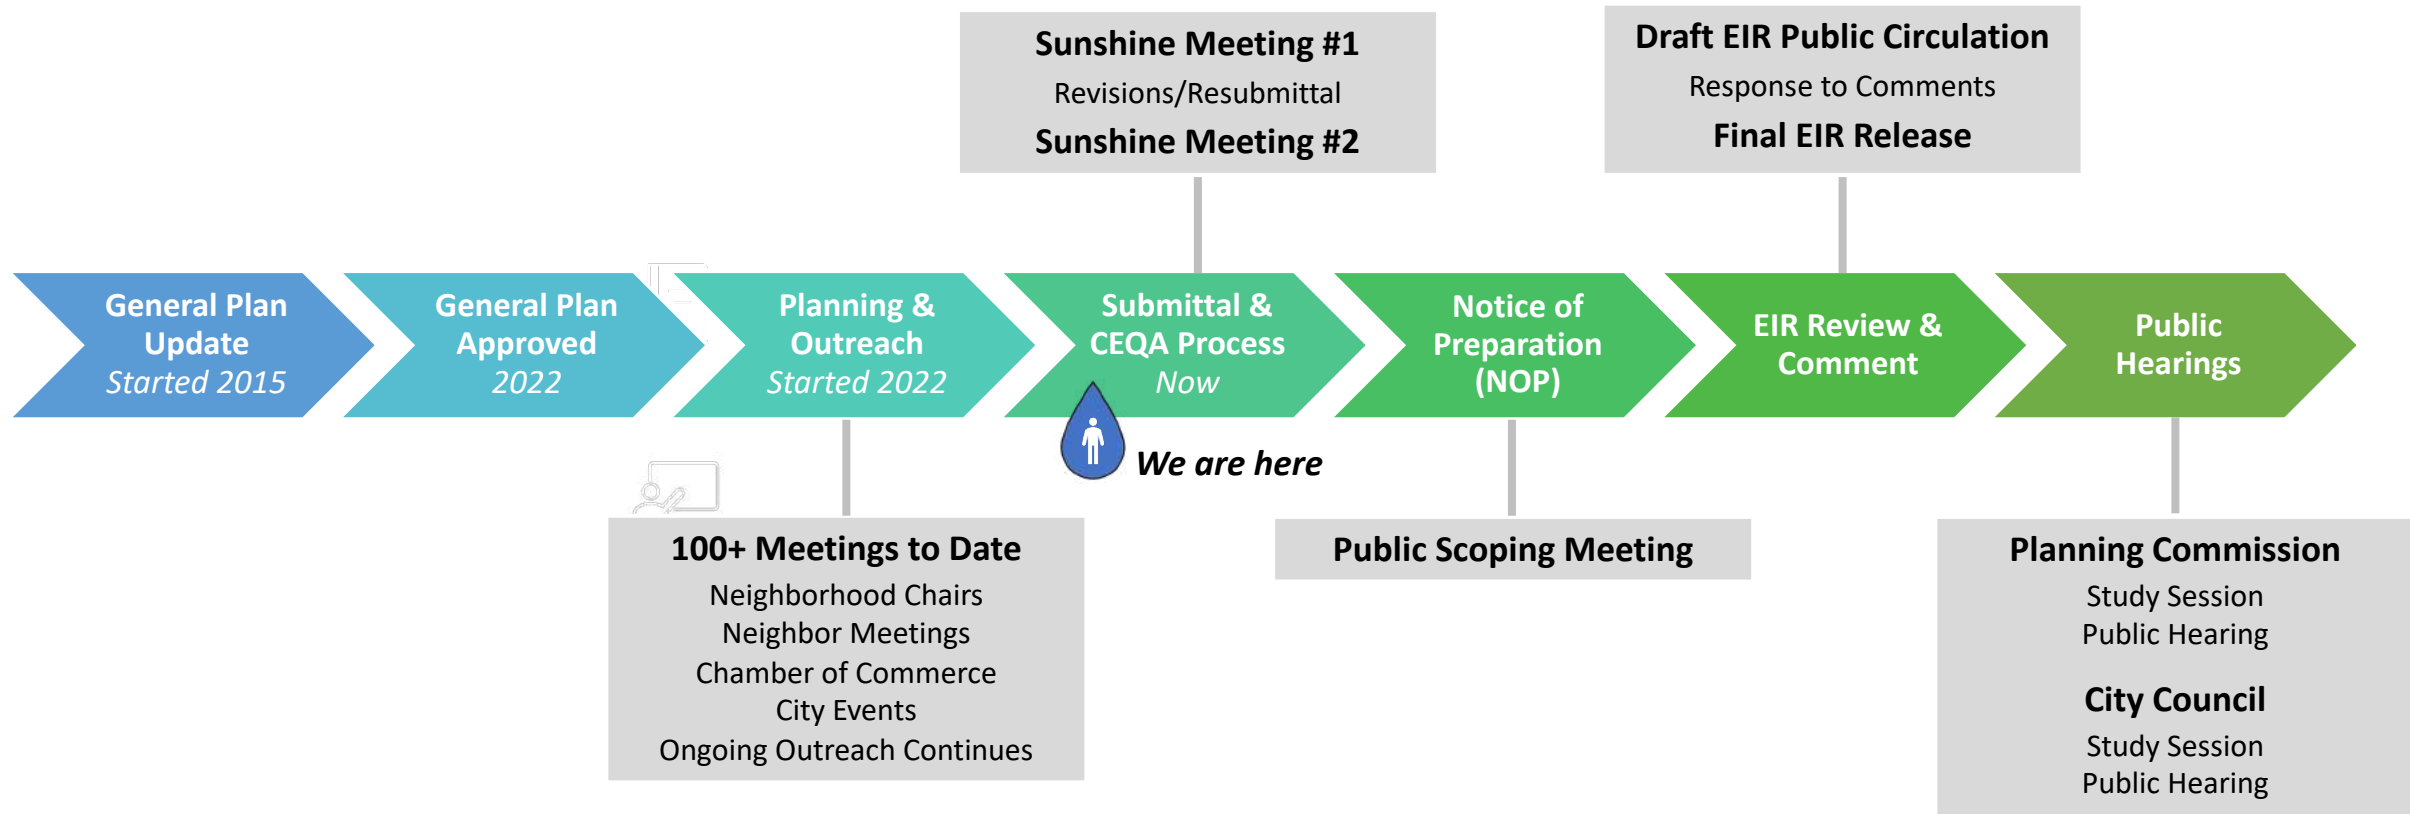 Sunshine Meeting #1
Revisions/Resubmittal
Sunshine Meeting #2
Draft EIR Public Circulation
Response to Comments
Final EIR Release
General Plan
Update
Started 2015
General Plan
Approved
2022
Planning &
Outreach
Started 2022
Submittal &
CEQA Process
Now
Notice of
Preparation
(NOP)
EIR Review &
Comment
Public
Hearings
We are here
100+ Meetings to Date
Neighborhood Chairs
Neighbor Meetings
Chamber of Commerce
City Events
Ongoing Outreach Continues
Public Scoping Meeting
Planning Commission
Study Session
Public Hearing
City Council
Study Session
Public Hearing